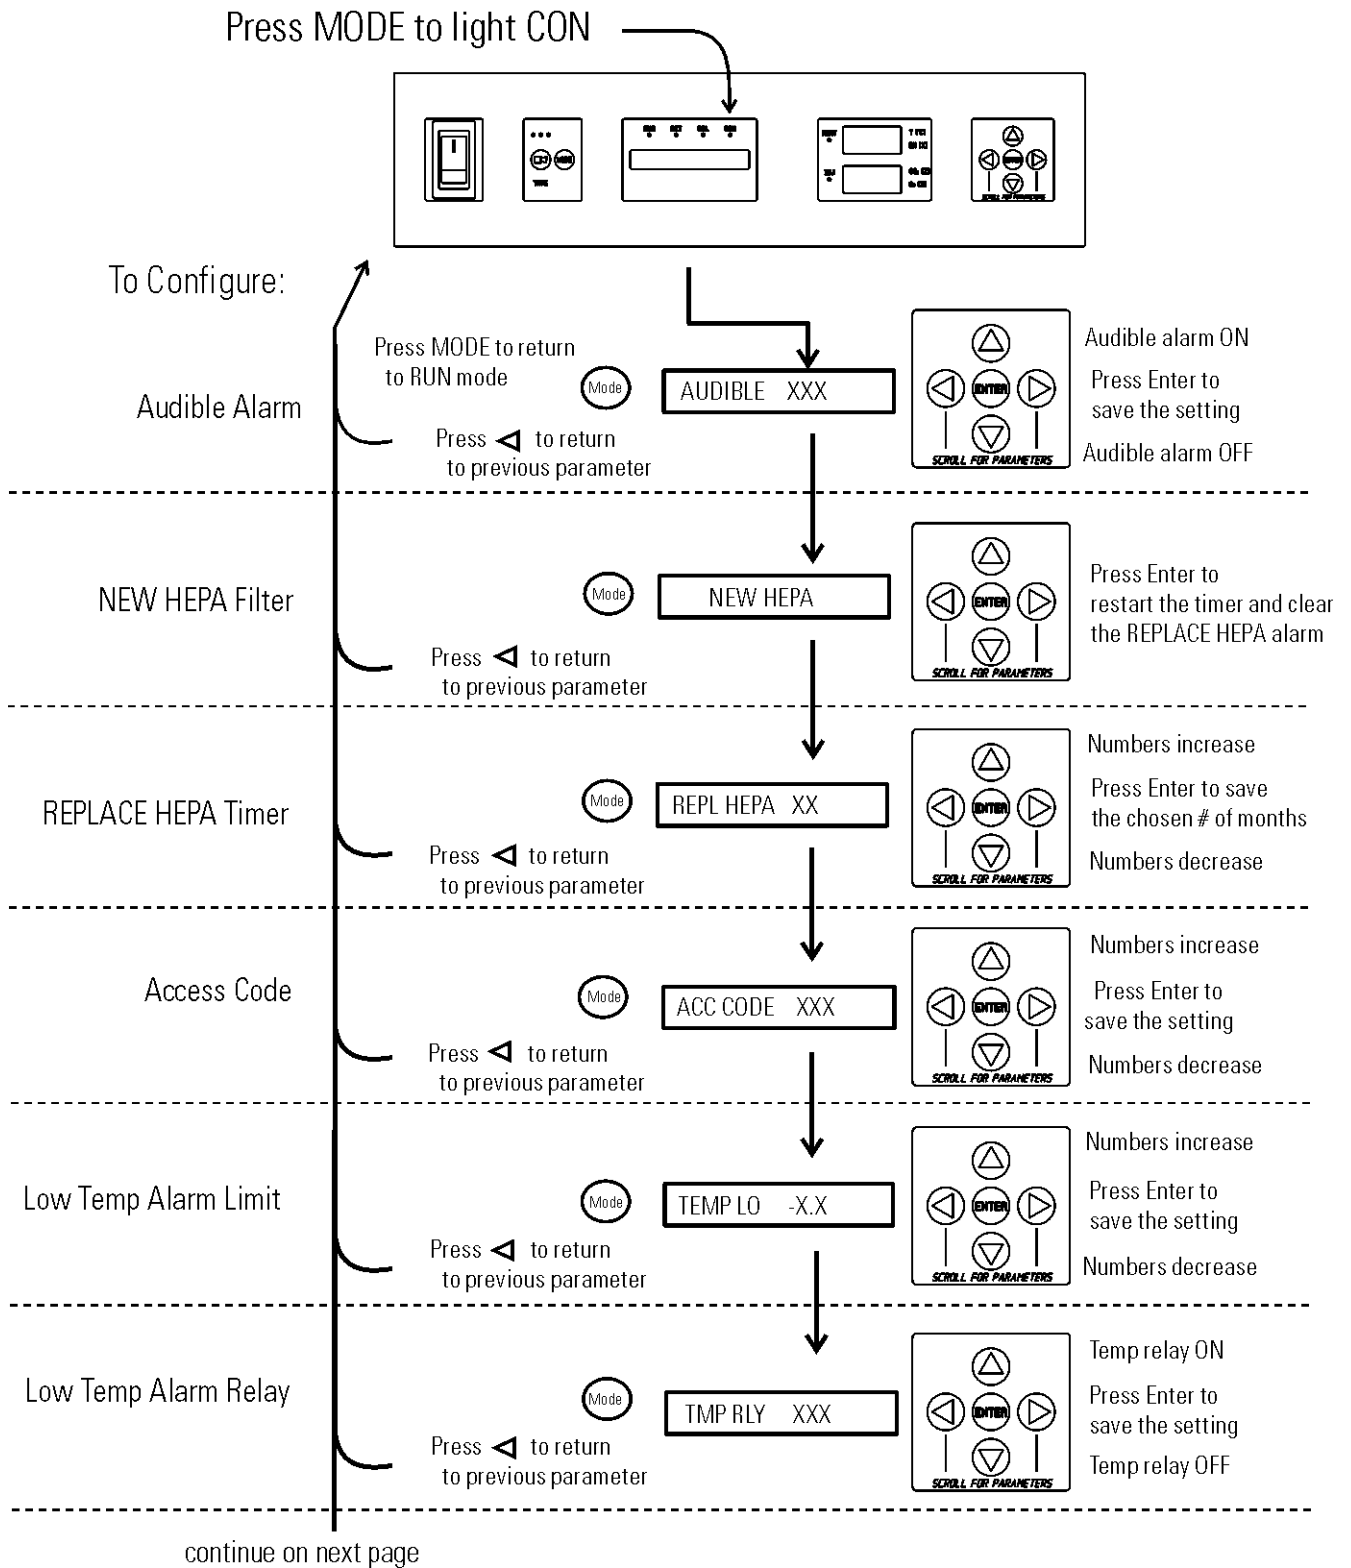 Press MODE to light CON
To Configure:
Audible Alarm
Press MODE to return
to RUN mode
Mode
AUDIBLE XXX
Press to return
to previous parameter
ENTER
SCROLL FOR PARAMETERS
Audible alarm ON
Press Enter to
save the setting
Audible alarm OFF
NEW HEPA Filter
Mode
NEW HEPA
Press to return
to previous parameter
ENTER
SCROLL FOR PARAMETERS
Press Enter to
restart the timer and clear
the REPLACE HEPA alarm
REPLACE HEPA Timer
Mode
REPL HEPA XX
Press to return
to previous parameter
ENTER
SCROLL FOR PARAMETERS
Numbers increase
Press Enter to save
the chosen # of months
Numbers decrease
Access Code
Mode
ACC CODE XXX
Press to return
to previous parameter
ENTER
SCROLL FOR PARAMETERS
Numbers increase
Press Enter to
save the setting
Numbers decrease
Low Temp Alarm Limit
Mode
TEMP LO -X.X
Press to return
to previous parameter
ENTER
SCROLL FOR PARAMETERS
Numbers increase
Press Enter to
save the setting
Numbers decrease
Low Temp Alarm Relay
Mode
TMP RLY XXX
Press to return
to previous parameter
ENTER
SCROLL FOR PARAMETERS
Temp relay ON
Press Enter to
save the setting
Temp relay OFF
continue on next page